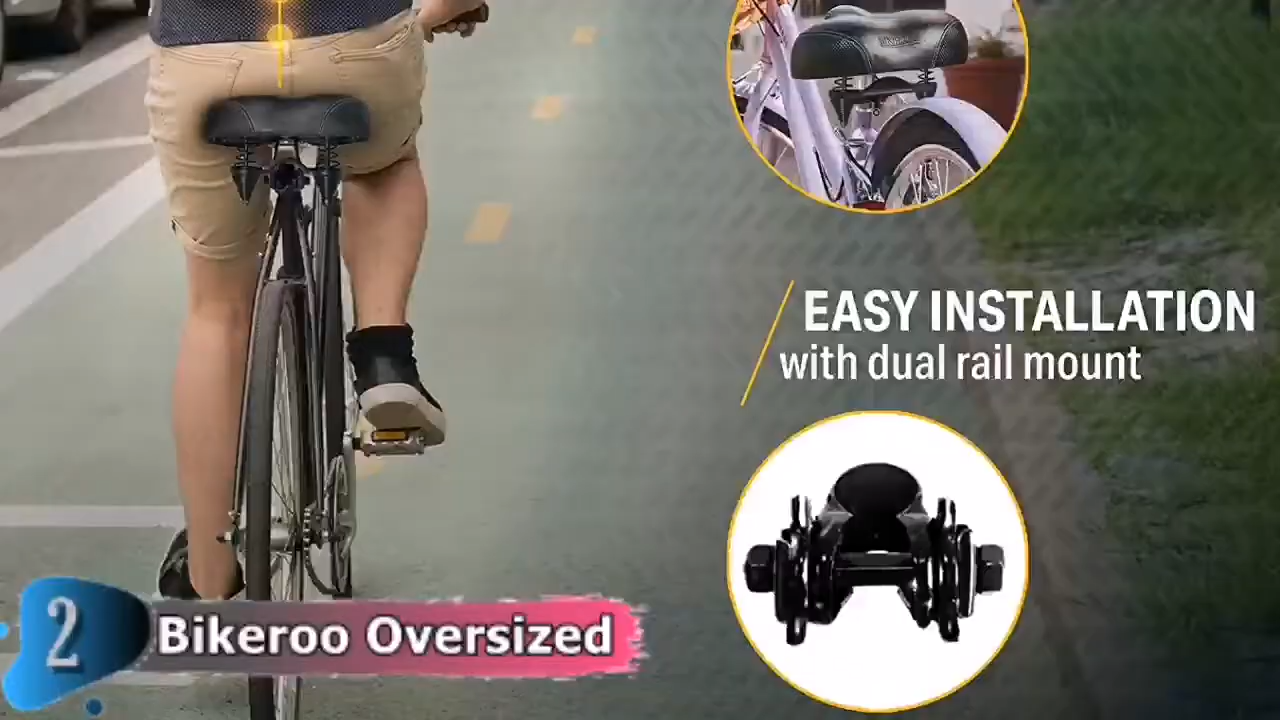 EASY INSTALLATION
with dual rail mount
2
Bikeroo Oversized